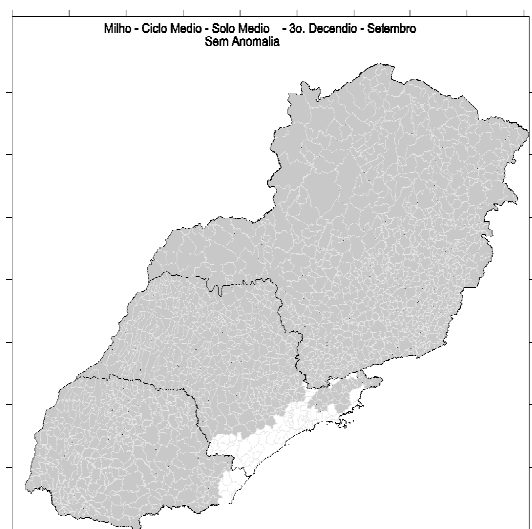 Milho - Ciclo Medio - Solo Medio - 3o. Decendio - Setembro
Sem Anomalia